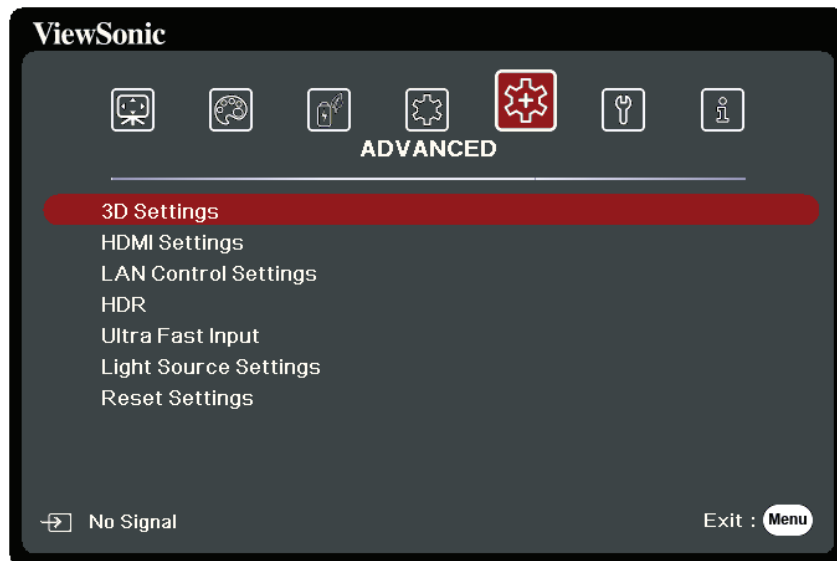 ViewSonic
ADVANCED
3D Settings
HDMI Settings
LAN Control Settings
HDR
Ultra Fast Input
Light Source Settings
Reset Settings
No Signal
Exit : Menu